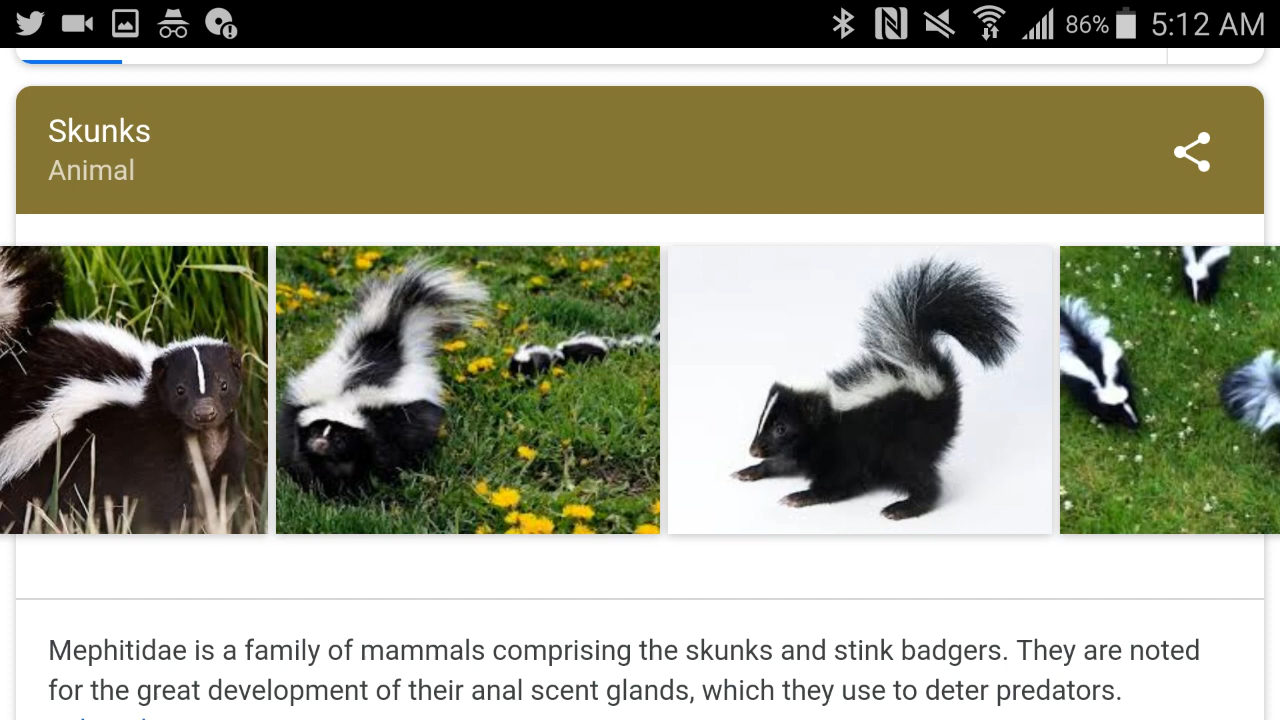 86% 5:12 AM
Skunks
Animal
Mephitidae is a family of mammals comprising the skunks and stink badgers. They are noted
for the great development of their anal scent glands, which they use to deter predators.